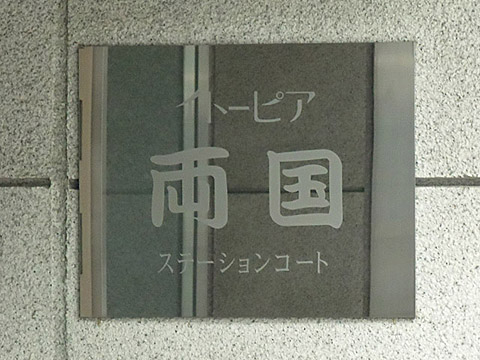 イトーピア
両国
ステーションコート